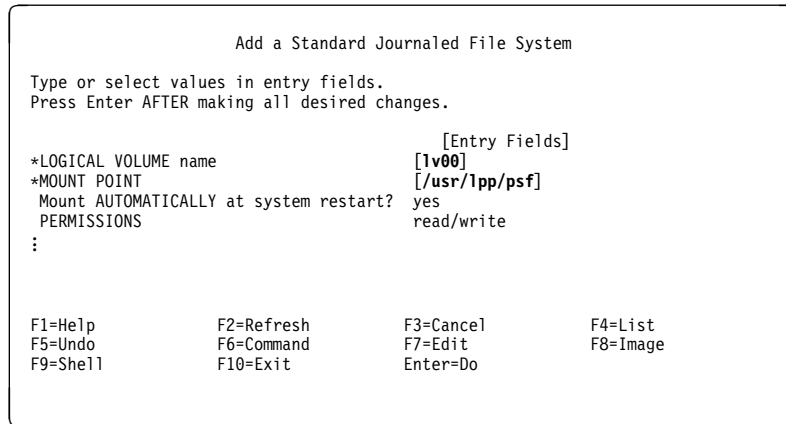 Add a Standard Journaled File System
Type or select values in entry fields.
Press Enter AFTER making all desired changes.
[Entry Fields]
*LOGICAL VOLUME name [lv00]
*MOUNT POINT [/usr/lpp/psf]
Mount AUTOMATICALLY at system restart? yes
PERMISSIONS read/write
⋮
F1=Help F2=Refresh F3=Cancel F4=List
F5=Undo F6=Command F7=Edit F8=Image
F9=Shell F10=Exit Enter=Do